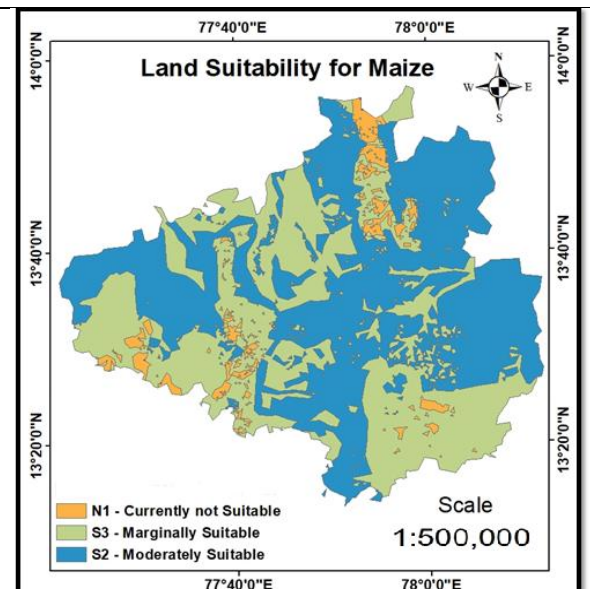 77°40'0"E 78°0'0"E
Land Suitability for Maize
N
W E
S
14°0'0"N 14°0'0"N
13°40'0"N 13°40'0"N
13°20'0"N 13°20'0"N
N1 - Currently not Suitable
S3 - Marginally Suitable
S2 - Moderately Suitable
Scale
1:500,000
77°40'0"E 78°0'0"E